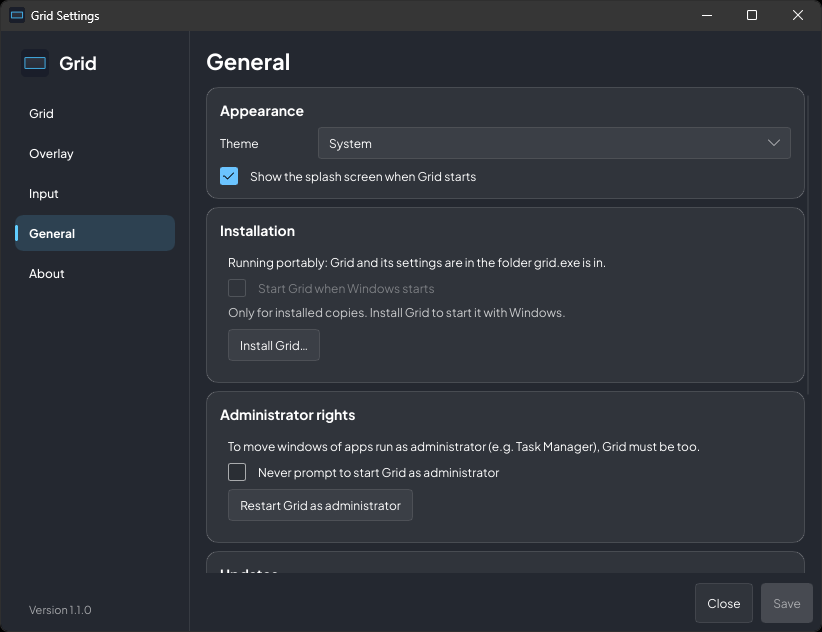 Grid Settings
Grid
Grid
Overlay
Input
General
About
Version 1.1.0
General
Appearance
Theme
System
Show the splash screen when Grid starts
Installation
Running portably: Grid and its settings are in the folder grid.exe is in.
Start Grid when Windows starts
Only for installed copies. Install Grid to start it with Windows.
Install Grid...
Administrator rights
To move windows of apps run as administrator (e.g. Task Manager), Grid must be too.
Never prompt to start Grid as administrator
Restart Grid as administrator
Updates
Close
Save